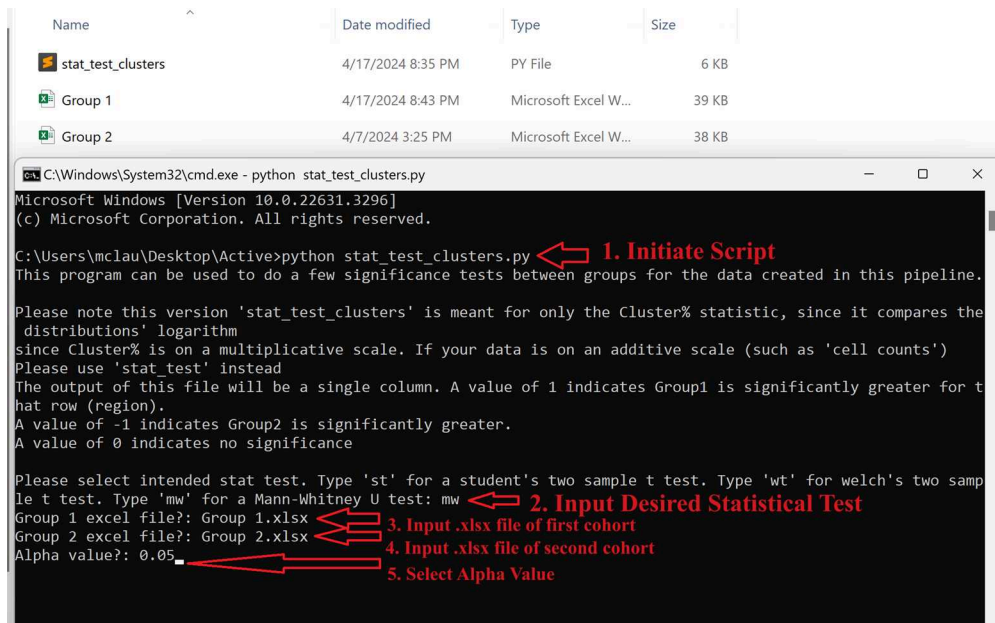 Name Date modified Type Size
stat_test_clusters 4/17/2024 8:35 PM PY File 6 KB
Group 1 4/17/2024 8:43 PM Microsoft Excel W... 39 KB
Group 2 4/7/2024 3:25 PM Microsoft Excel W... 38 KB
C:\Windows\System32\cmd.exe - python  stat_test_clusters.py
Microsoft Windows [Version 10.0.22631.3296]
(c) Microsoft Corporation. All rights reserved.
C:\Users\mclau\Desktop\Active>python stat_test_clusters.py 1. Initiate Script
This program can be used to do a few significance tests between groups for the data created in this pipeline.
Please note this version 'stat_test_clusters' is meant for only the Cluster% statistic, since it compares the
distributions' logarithm
since Cluster% is on a multiplicative scale. If your data is on an additive scale (such as 'cell counts')
Please use 'stat_test' instead
The output of this file will be a single column. A value of 1 indicates Group1 is significantly greater for t
hat row (region).
A value of -1 indicates Group2 is significantly greater.
A value of 0 indicates no significance
Please select intended stat test. Type 'st' for a student's two sample t test. Type 'wt' for welch's two samp
le t test. Type 'mw' for a Mann-Whitney U test: mw 2. Input Desired Statistical Test
Group 1 excel file?: Group 1.xlsx 3. Input .xlsx file of first cohort
Group 2 excel file?: Group 2.xlsx 4. Input .xlsx file of second cohort
Alpha value?: 0.05 5. Select Alpha Value